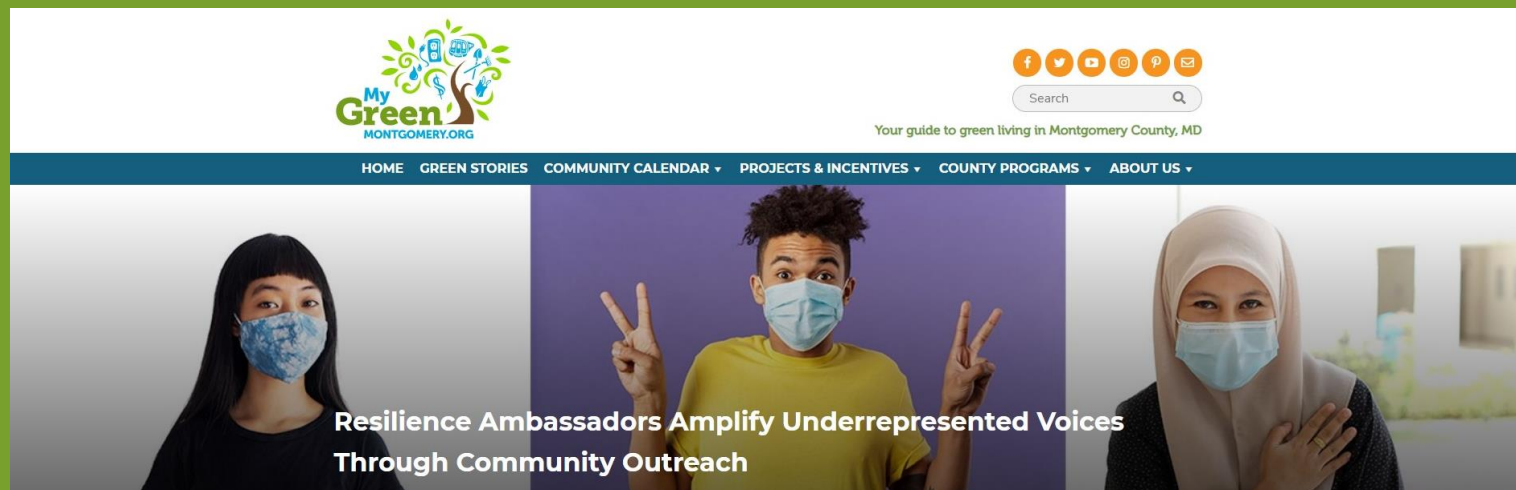 My
Green
MONTGOMERY.ORG
Search
Your guide to green living in Montgomery County, MD
HOME GREEN STORIES COMMUNITY CALENDAR PROJECTS & INCENTIVES COUNTY PROGRAMS ABOUT US
Resilience Ambassadors Amplify Underrepresented Voices
Through Community Outreach